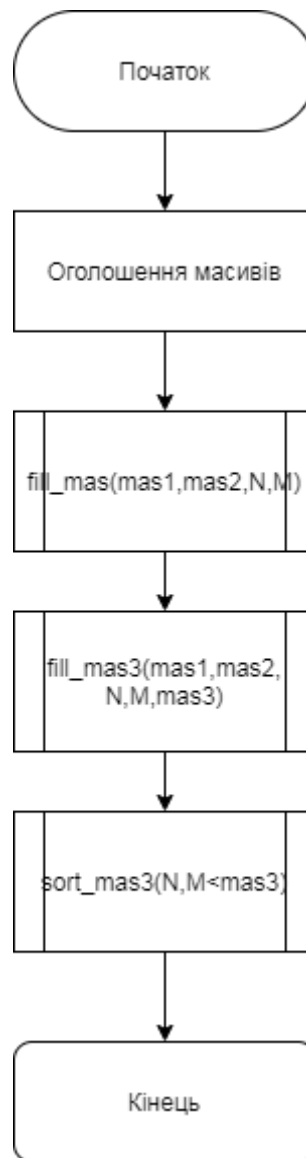 Початок
Оголошення масивів
fill_mas(mas1,mas2,N,M)
fill_mas3(mas1,mas2,
N,M,mas3)
sort_mas3(N,M<mas3)
Кінець